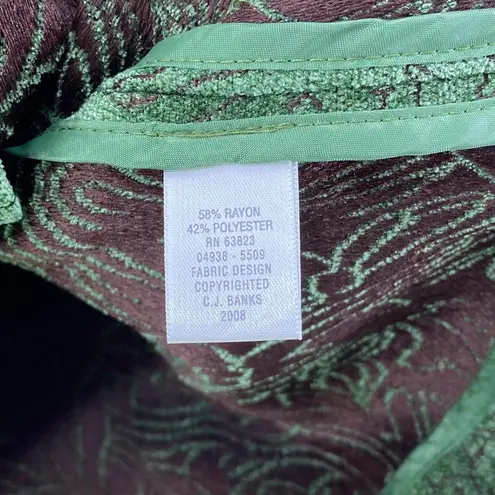 58% RAYON
42% POLYESTER
RN 63823
04938 - 5509
FABRIC DESIGN
COPYRIGHTED
C.J. BANKS
2008